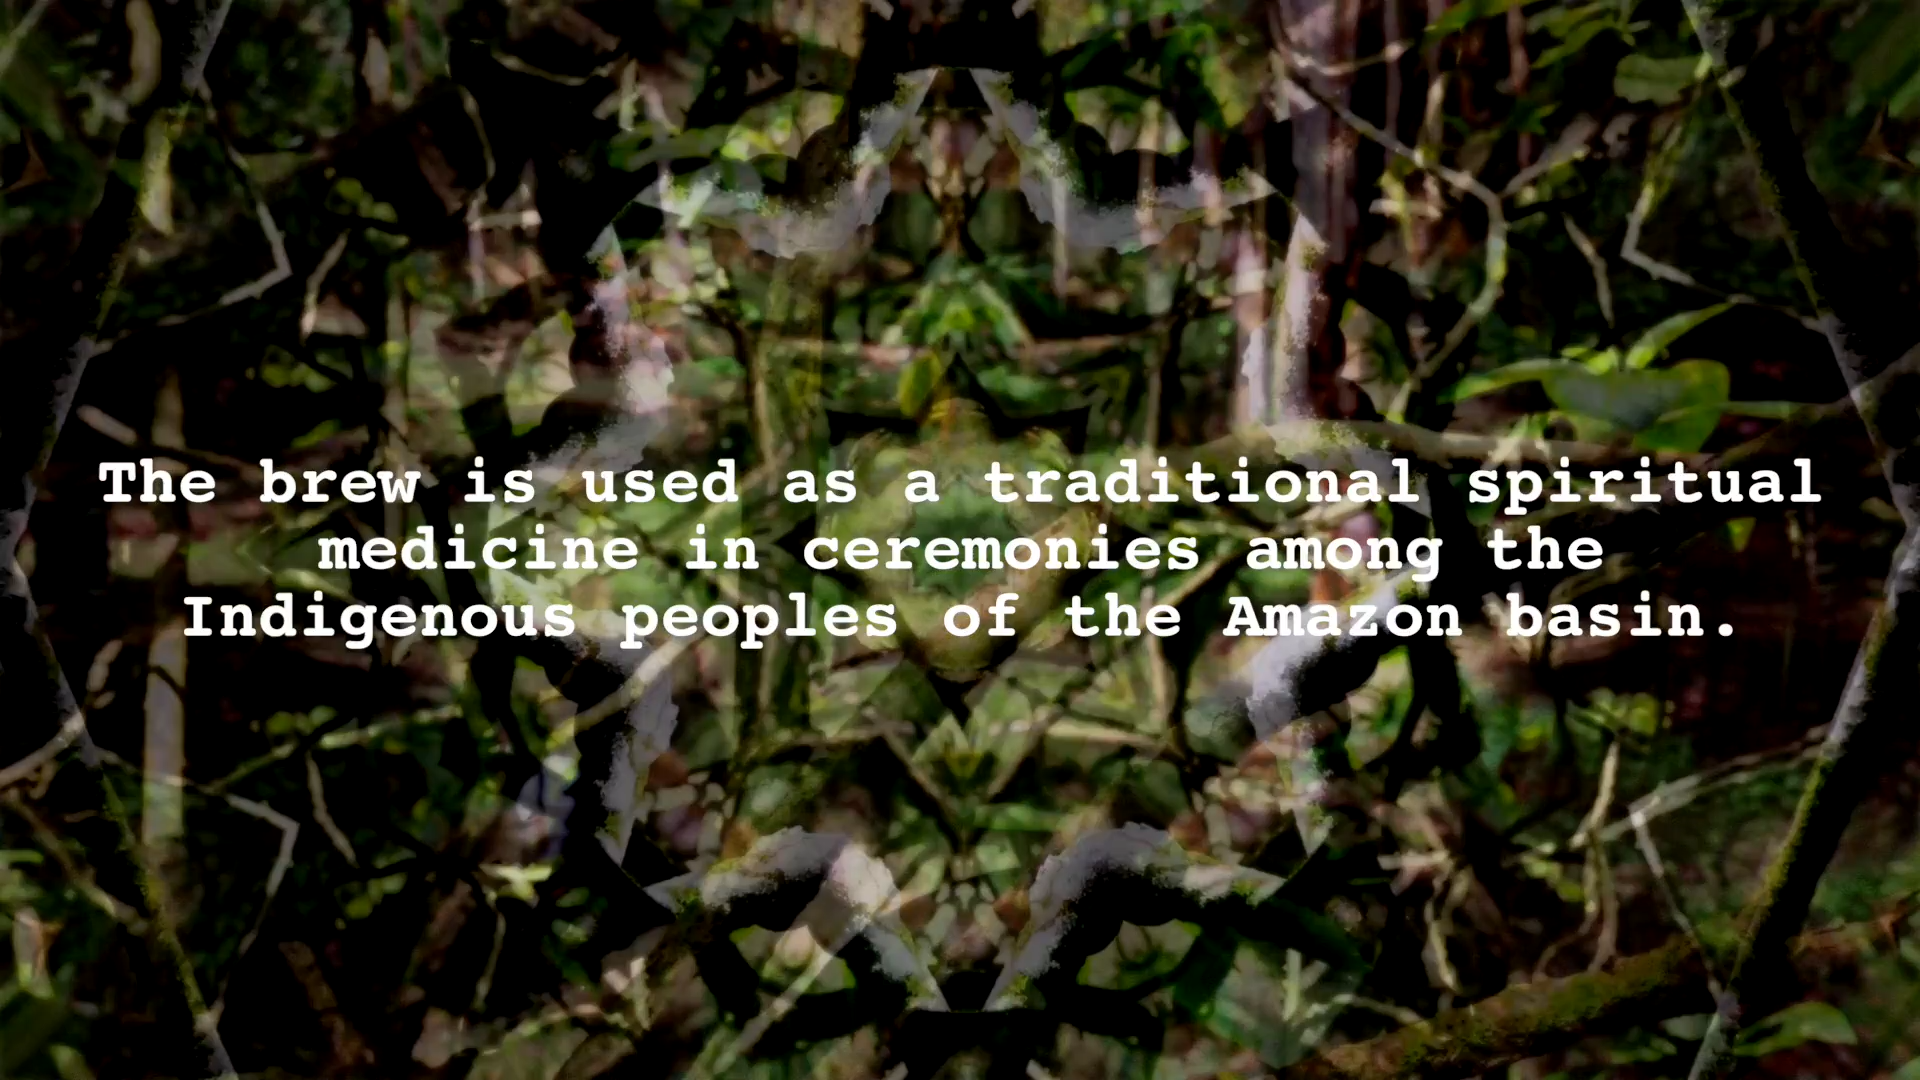 The brew is used as a traditional spiritual
medicine in ceremonies among the
Indigenous peoples of the Amazon basin.